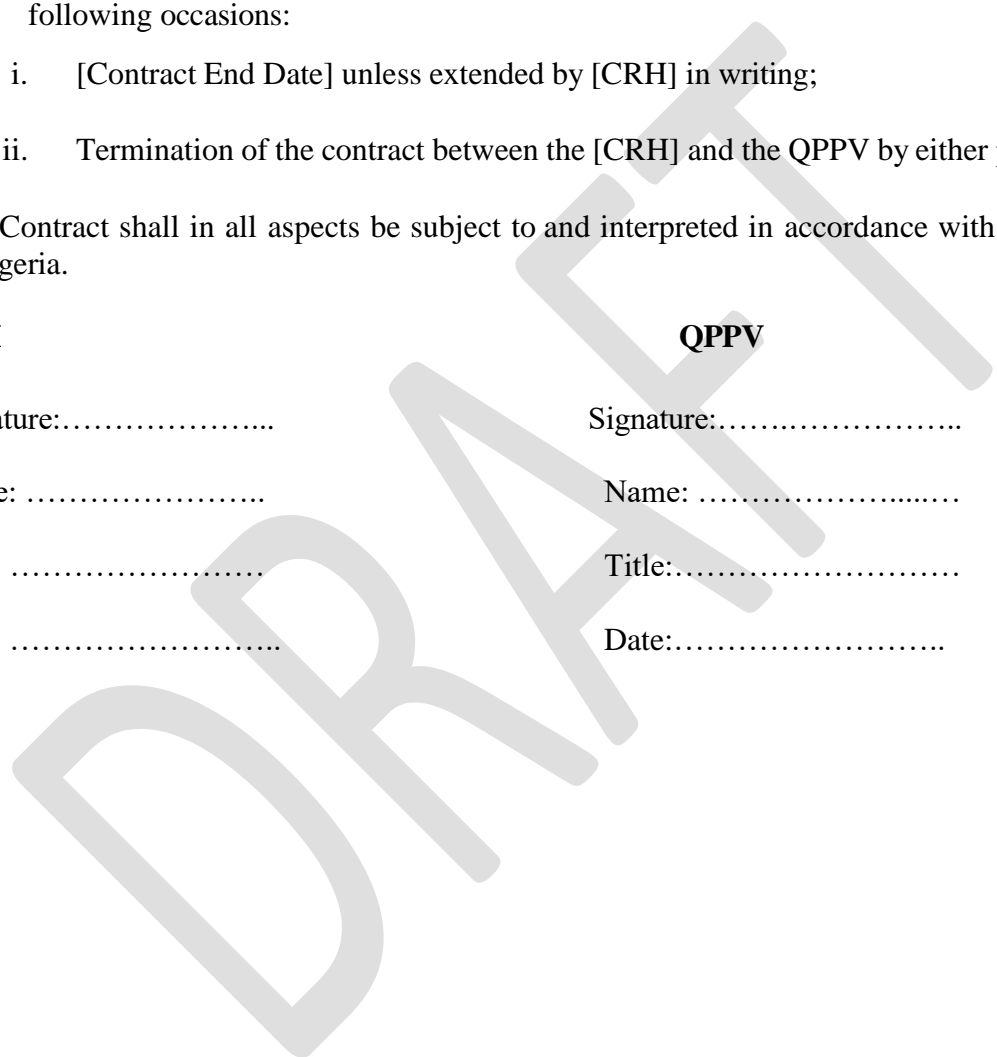 following occasions:
i. [Contract End Date] unless extended by [CRH] in writing;
ii. Termination of the contract between the [CRH] and the QPPV by either
Contract shall in all aspects be subject to and interpreted in accordance with
geria.
QPPV
ature:………………... Signature:…….……………..
e: ………………….. Name: ….…………….....…
…………………… Title:………………………
…………………….. Date:……………………..
DRAFT